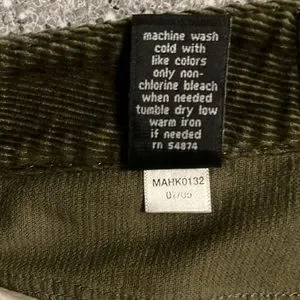 machine wash
cold with
like colors
only non-
chlorine bleach
when needed
tumble dry low
warm iron
if needed
rn 54874
MAHK0132
07/05